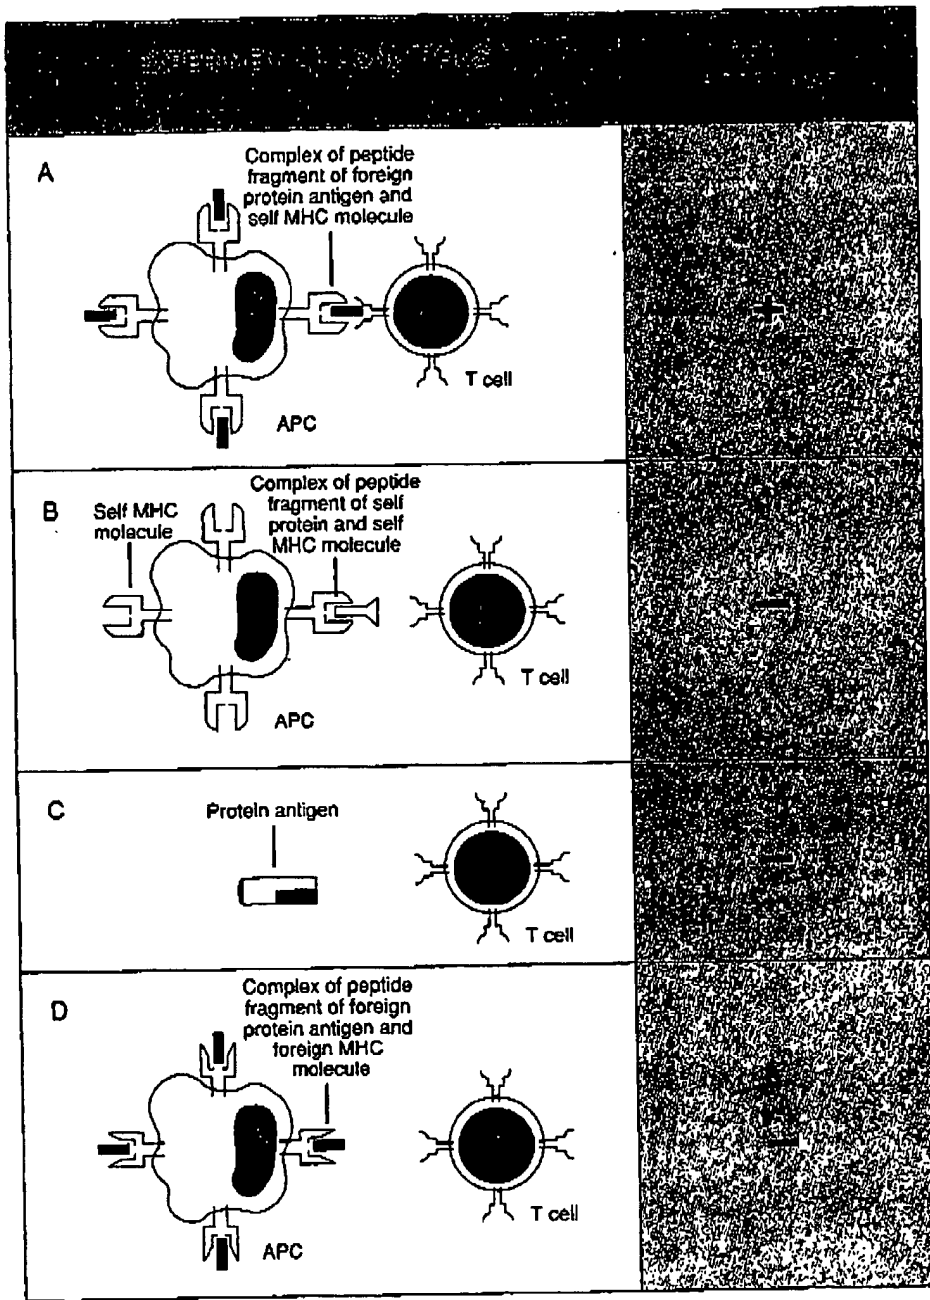 A
Complex of peptide
fragment of foreign
protein antigen and
self MHC molecule
+
T cell
APC
B
Self MHC
molecule
Complex of peptide
fragment of self
protein and self
MHC molecule
—
T cell
APC
C
Protein antigen
—
T cell
D
Complex of peptide
fragment of foreign
protein antigen and
foreign MHC
molecule
—
T cell
APC